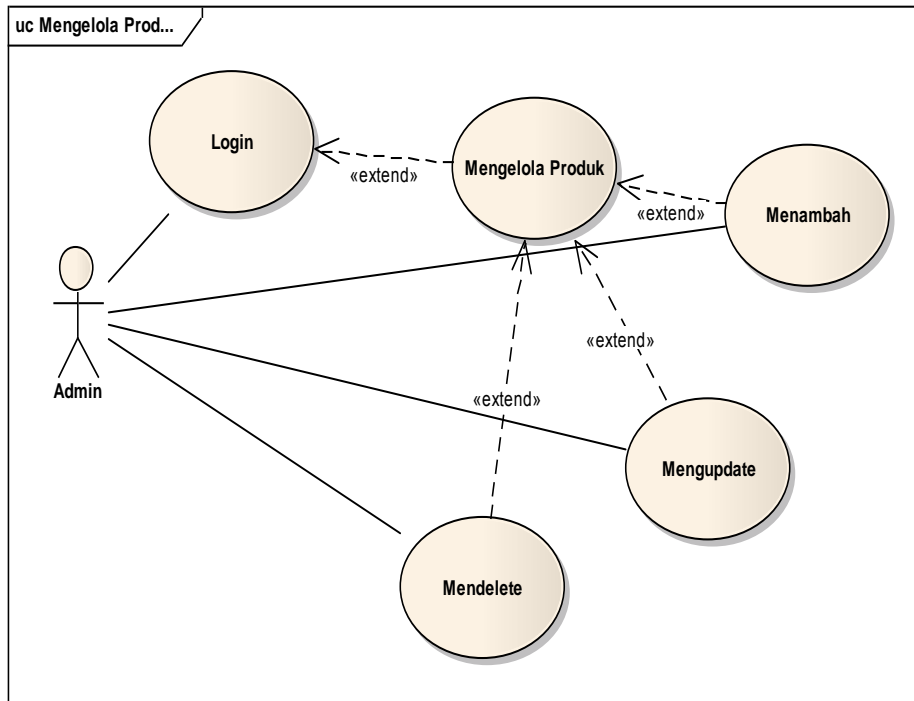 uc Mengelola Prod...
Login
Mengelola Produk
«extend»
Menambah
«extend»
Admin
«extend»
«extend»
Mengupdate
Mendelete